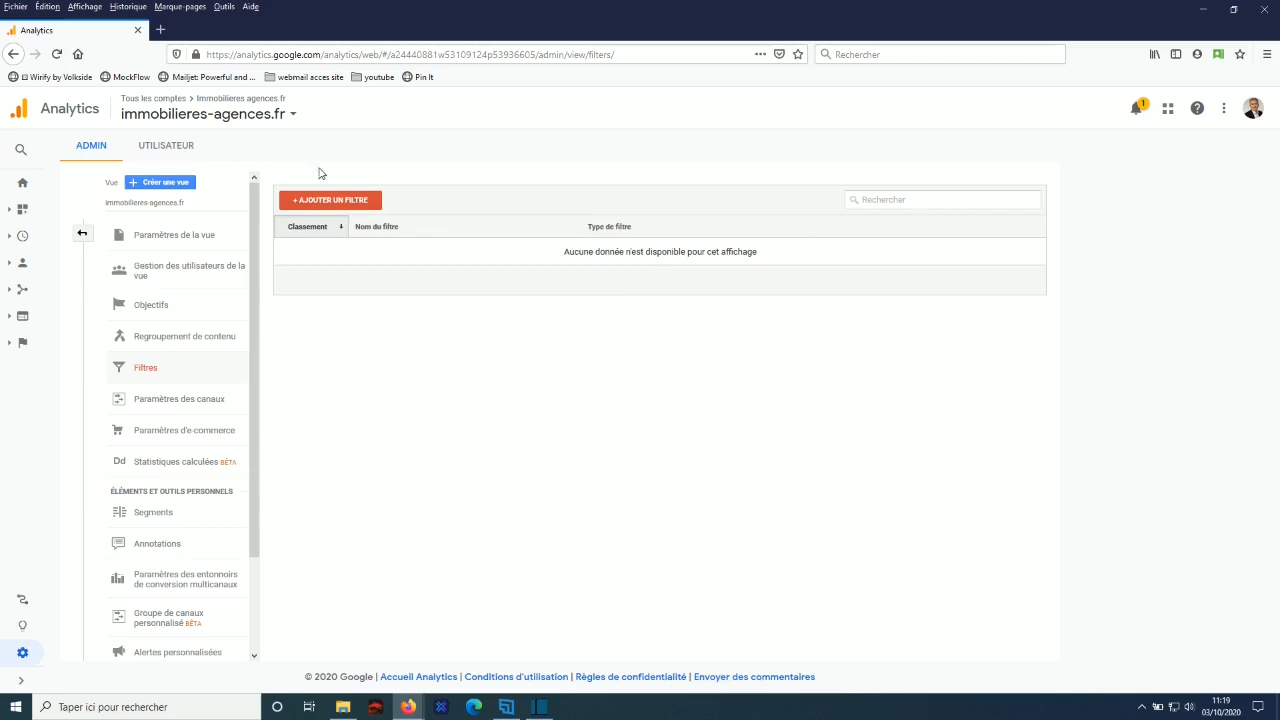 Fichier Édition Affichage Historique Marque-pages Outils Aide
Analytics
https://analytics.google.com/analytics/web/#/a24440881w53109124p53936605/admin/view/filters/
Rechercher
Wirify by Volkside MockFlow Mailjet: Powerful and ... webmail acces site youtube Pin It
Analytics
Tous les comptes > Immobilieres agences.fr
immobilieres-agences.fr
1
ADMIN UTILISATEUR
Vue + Créer une vue
Immobilieres-agences.fr
+ AJOUTER UN FILTRE
Rechercher
Classement Nom du filtre Type de filtre
Aucune donnée n'est disponible pour cet affichage
Paramètres de la vue
Gestion des utilisateurs de la
vue
Objectifs
Regroupement de contenu
Filtres
Paramètres des canaux
Paramètres d'e-commerce
Dd Statistiques calculées BÊTA
ÉLÉMENTS ET OUTILS PERSONNELS
Segments
Annotations
Paramètres des entonnoirs
de conversion multicanaux
Groupe de canaux
personnalisé BÊTA
Alertes personnalisées
© 2020 Google | Accueil Analytics | Conditions d'utilisation | Règles de confidentialité | Envoyer des commentaires
Taper ici pour rechercher
11:19
03/10/2020